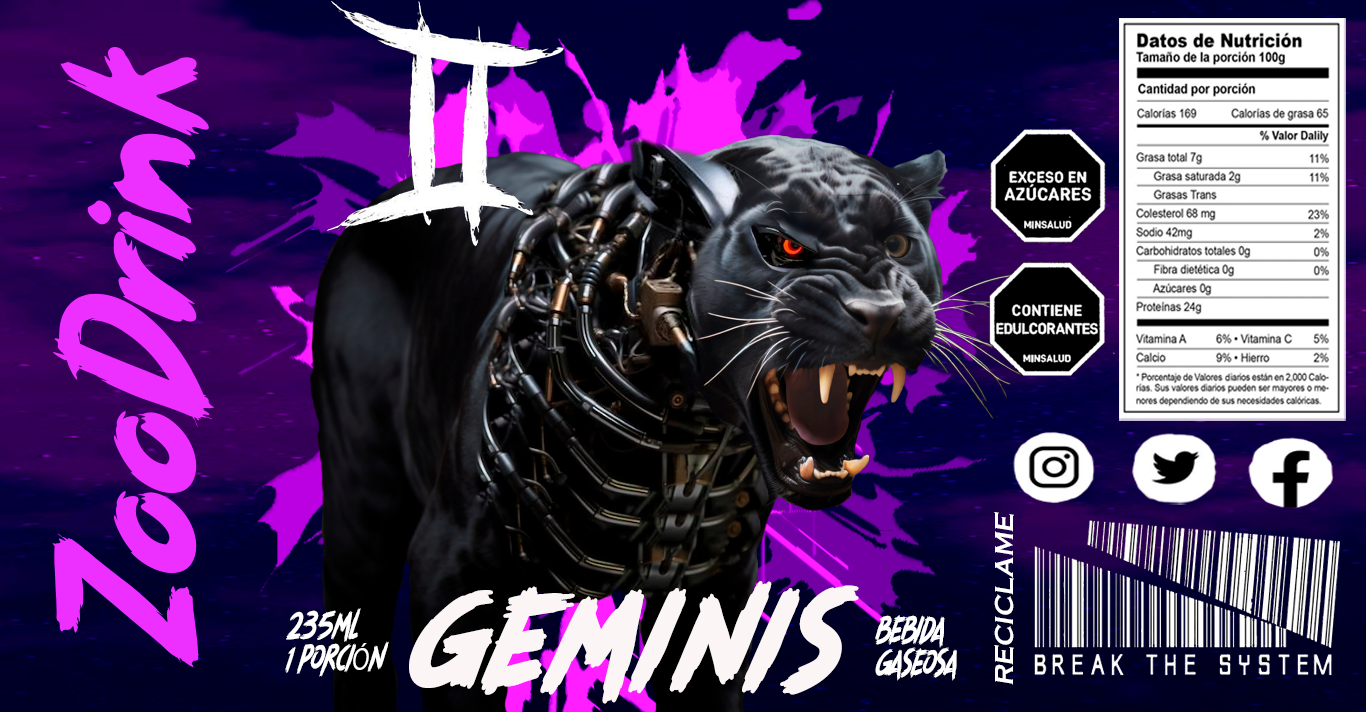 ZooDrink
235ML
1 PORCIÓN
GEMINIS
BEBIDA
GASEOSA
EXCESO EN
AZÚCARES
MINSALUD
CONTIENE
EDULCORANTES
MINSALUD
Datos de Nutrición
Tamaño de la porción 100g
Cantidad por porción
Calorias 169 Calorías de grasa 65
% Valor Dalily
Grasa total 7g 11%
Grasa saturada 2g 11%
Grasas Trans
Colesterol 68 mg 23%
Sodio 42mg 2%
Carbohidratos totales 0g 0%
Fibra dietética 0g 0%
Azúcares 0g
Proteínas 24g
Vitamina A 6% • Vitamina C 5%
Calcio 9% • Hierro 2%
* Porcentaje de Valores diarios están en 2,000 Calo-
rías. Sus valores diarios pueden ser mayores o me-
nores dependiendo de sus necesidades calóricas.
RECICLAME
BREAK THE SYSTEM